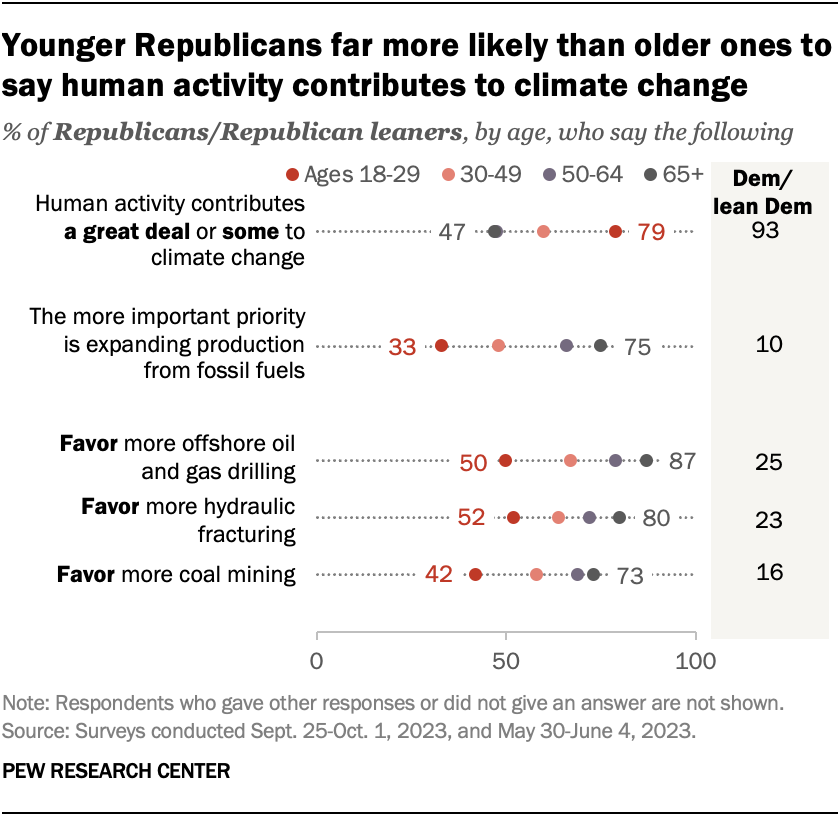 Younger Republicans far more likely than older ones to
say human activity contributes to climate change
% of Republicans/Republican leaners, by age, who say the following
Ages 18-29 30-49 50-64 65+
Dem/
lean Dem
Human activity contributes
a great deal or some to
climate change
47 79 93
The more important priority
is expanding production
from fossil fuels
33 75 10
Favor more offshore oil
and gas drilling
50 87 25
Favor more hydraulic
fracturing
52 80 23
Favor more coal mining
42 73 16
0 50 100
Note: Respondents who gave other responses or did not give an answer are not shown.
Source: Surveys conducted Sept. 25-Oct. 1, 2023, and May 30-June 4, 2023.
PEW RESEARCH CENTER